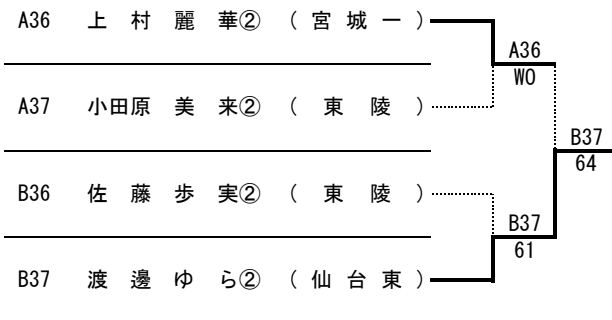 A36 上村麗華② (宮城一)
A36
WO
A37 小田原美来② (東陵)
B37
64
B36 佐藤歩実② (東陵)
B37
61
B37 渡邊ゆら② (仙台東)